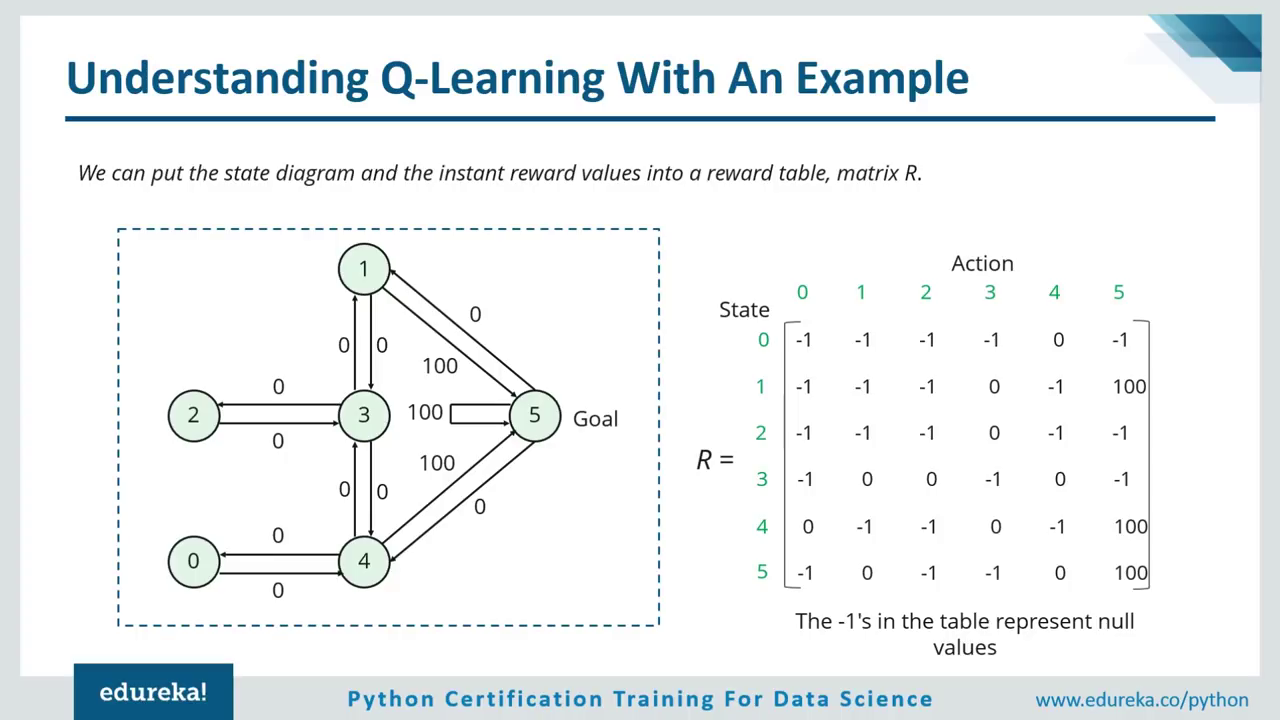 Understanding Q-Learning With An Example
We can put the state diagram and the instant reward values into a reward table, matrix R.
1
0
0 0
100
0
2
3
100
5
Goal
0
100
0 0
0
0
0
4
0
Action
0 1 2 3 4 5
State
0 -1 -1 -1 -1 0 -1
1 -1 -1 -1 0 -1 100
2 -1 -1 -1 0 -1 -1
R =
3 -1 0 0 -1 0 -1
4 0 -1 -1 0 -1 100
5 -1 0 -1 -1 0 100
The -1's in the table represent null
values
edureka!
Python Certification Training For Data Science
www.edureka.co/python